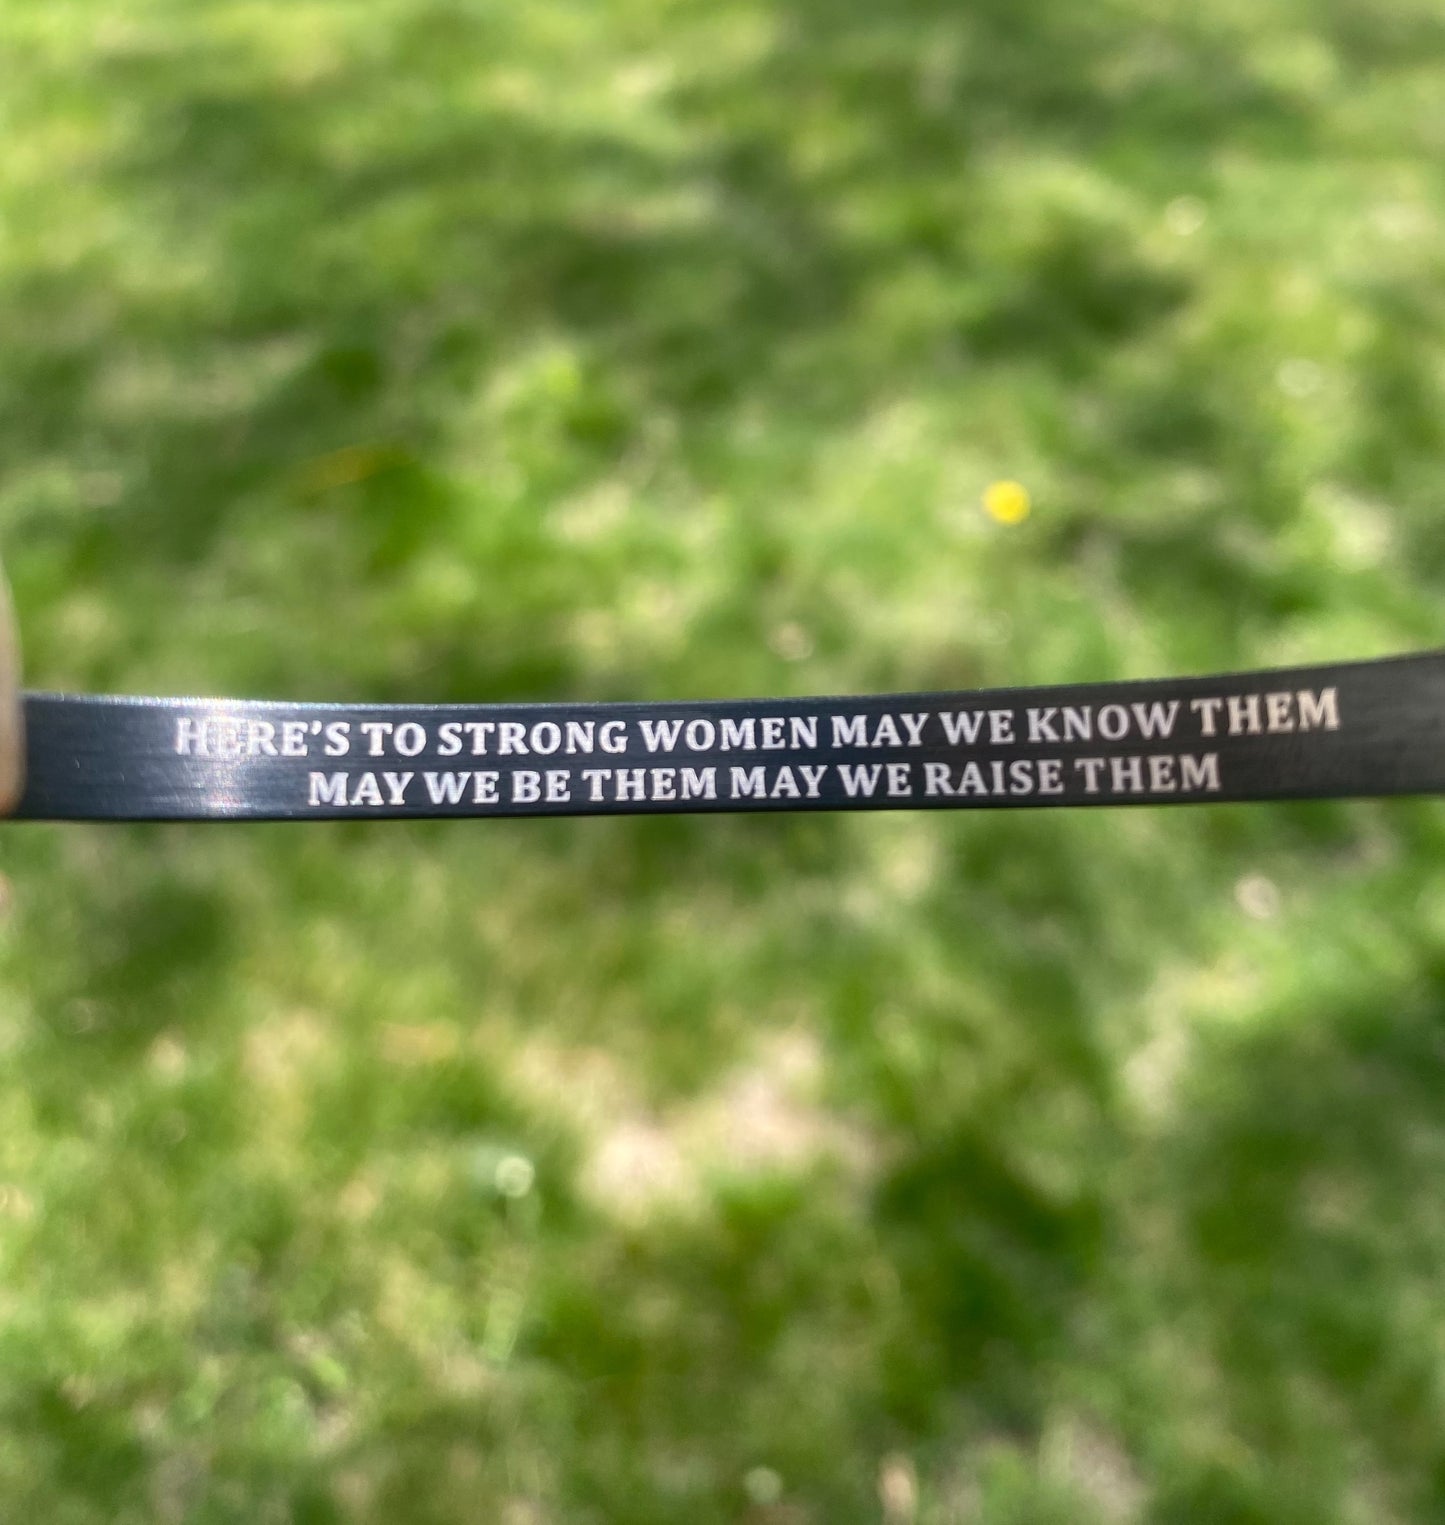 HERE'S TO STRONG WOMEN MAY WE KNOW THEM
MAY WE BE THEM MAY WE RAISE THEM